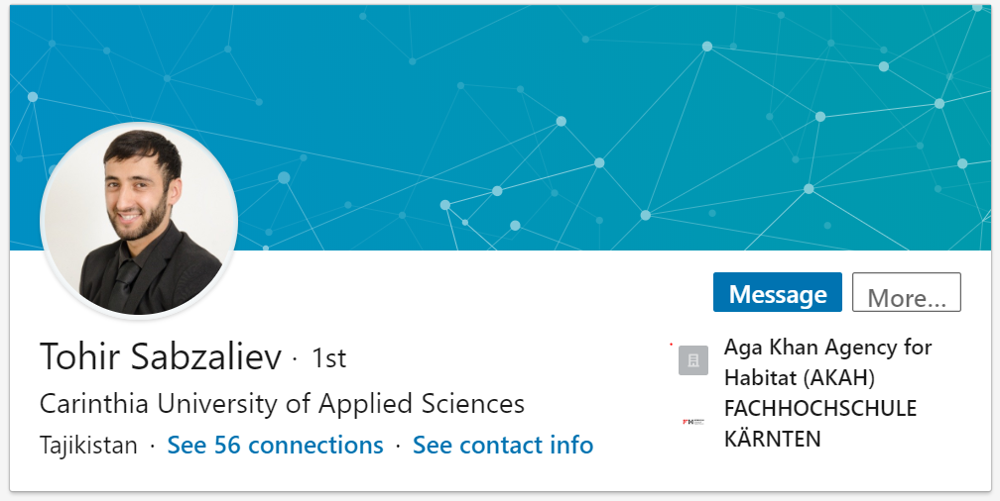 Message
More...
Tohir Sabzaliev · 1st
Carinthia University of Applied Sciences
Tajikistan · See 56 connections · See contact info
Aga Khan Agency for
Habitat (AKAH)
FACHHOCHSCHULE
KÄRNTEN